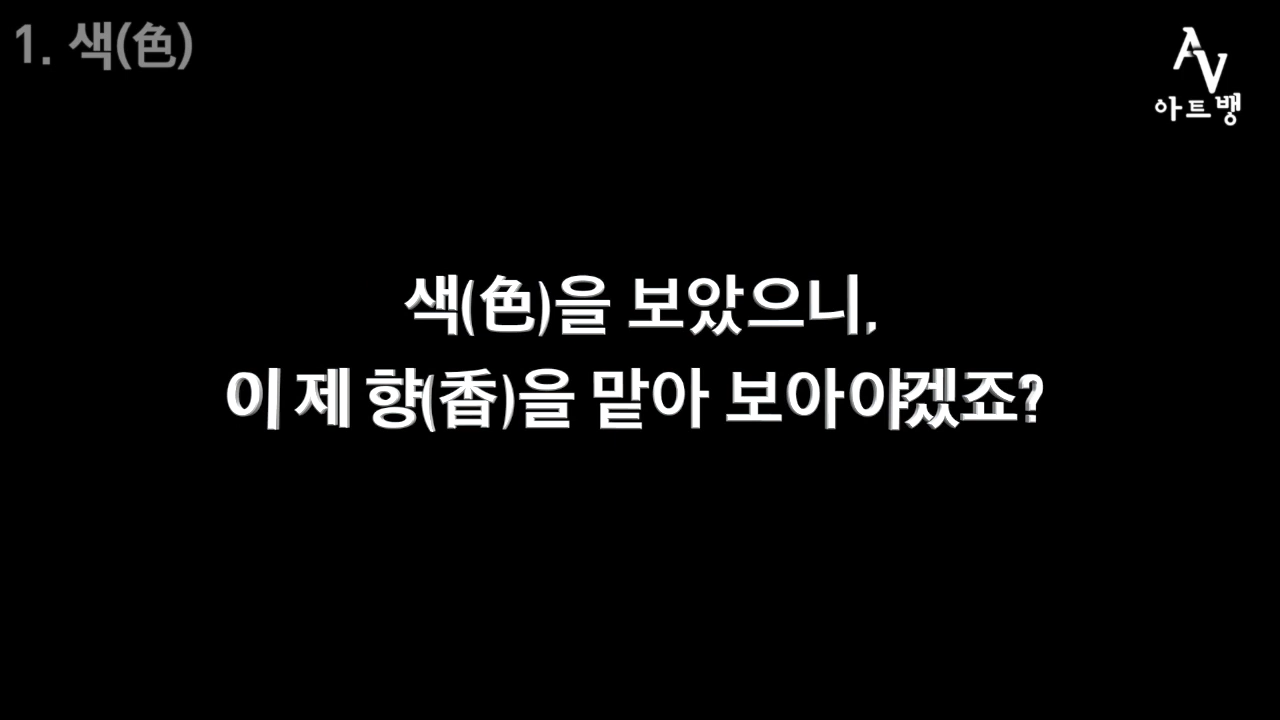 1. 색(色)
AV
아트뱅
색(色)을 보았으니,
이제 향(香)을 맡아 보아야겠죠?